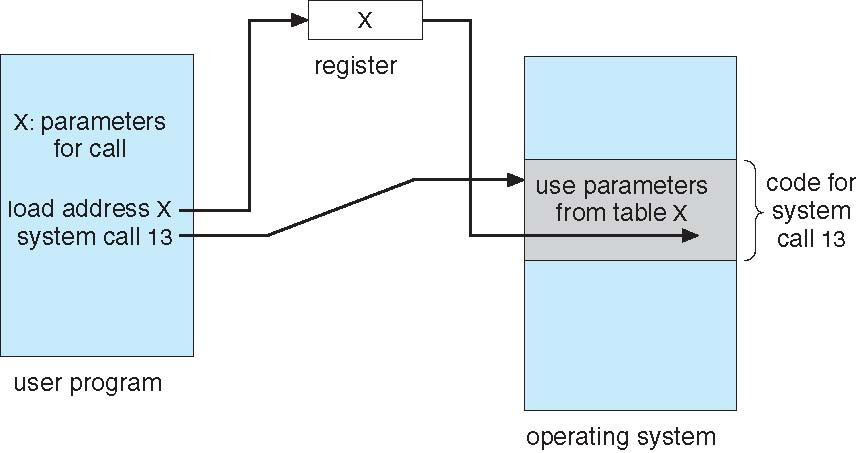 X
register
X: parameters
for call
load address X
system call 13
user program
use parameters
from table X
code for
system
call 13
operating system